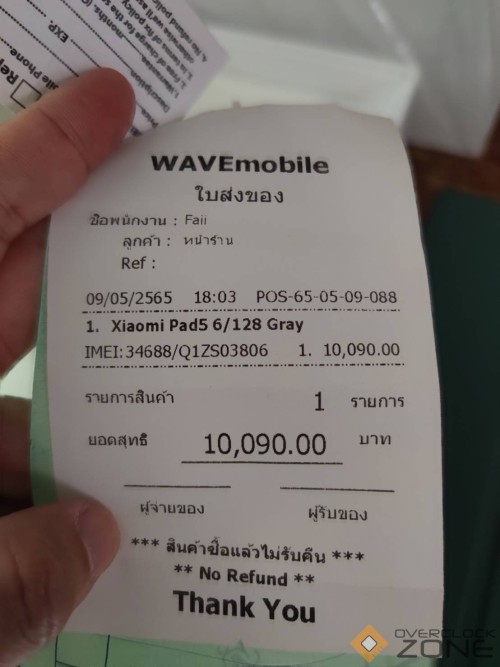 WAVEmobile
ใบส่งของ
ชื่อพนักงาน : Faii
ลูกค้า : หน้าร้าน
Ref :
09/05/2565 18:03 POS-65-05-09-088
1. Xiaomi Pad5 6/128 Gray
IMEI:34688/Q1ZS03806 1. 10,090.00
รายการสินค้า 1 รายการ
ยอดสุทธิ 10,090.00 บาท
ผู้จ่ายของ ผู้รับของ
*** สินค้าซื้อแล้วไม่รับคืน ***
** No Refund **
Thank You
EXP.
OVERCLOCK
ZONE